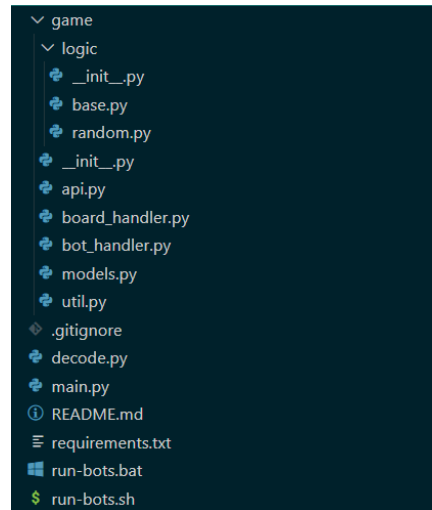 game
logic
__init__.py
base.py
random.py
__init__.py
api.py
board_handler.py
bot_handler.py
models.py
util.py
.gitignore
decode.py
main.py
README.md
requirements.txt
run-bots.bat
$ run-bots.sh